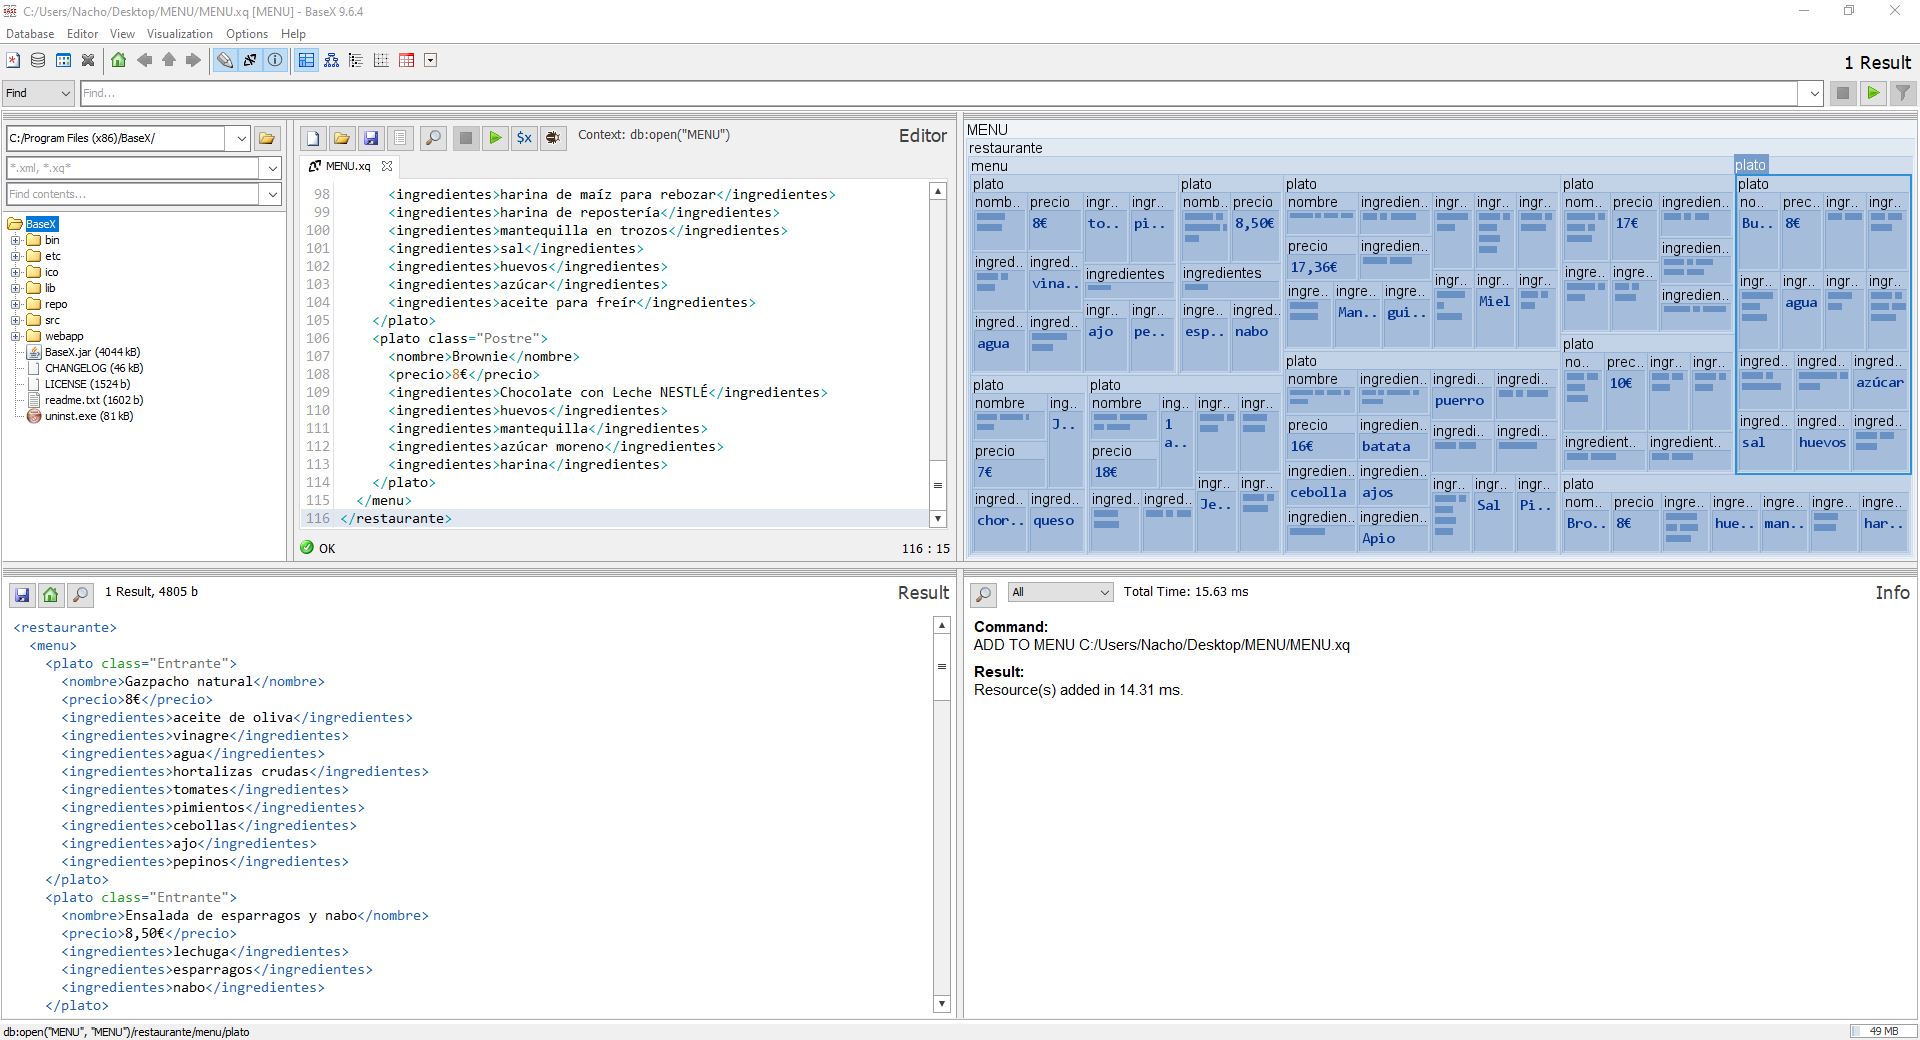 C:/Users/Nacho/Desktop/MENU/MENU.xq [MENU] - BaseX 9.6.4
Database Editor View Visualization Options Help
1 Result
Find Find...
C:/Program Files (x86)/BaseX/
*.xml, *.xq*
Find contents...
BaseX
bin
etc
ico
lib
repo
src
webapp
BaseX.jar (4044 kB)
CHANGELOG (46 kB)
LICENSE (1524 b)
readme.txt (1602 b)
uninst.exe (81 kB)
$x Context: db:open("MENU") Editor
MENU.xq
98 <ingredientes>harina de maíz para rebozar</ingredientes>
99 <ingredientes>harina de repostería</ingredientes>
100 <ingredientes>mantequilla en trozos</ingredientes>
101 <ingredientes>sal</ingredientes>
102 <ingredientes>huevos</ingredientes>
103 <ingredientes>azúcar</ingredientes>
104 <ingredientes>aceite para freír</ingredientes>
105 </plato>
106 <plato class="Postre">
107 <nombre>Brownie</nombre>
108 <precio>8€</precio>
109 <ingredientes>Chocolate con Leche NESTLÉ</ingredientes>
110 <ingredientes>huevos</ingredientes>
111 <ingredientes>mantequilla</ingredientes>
112 <ingredientes>azúcar moreno</ingredientes>
113 <ingredientes>harina</ingredientes>
114 </plato>
115 </menu>
116 </restaurante>
OK 116 : 15
MENU
restaurante
menu plato
plato plato plato plato plato
nomb.. precio ingr.. ingr.. nomb.. precio nombre ingredien.. ingr.. ingr.. ingr.. nom.. precio ingredien.. no.. prec.. ingr.. ingr..
8€ to.. pi.. 8,50€ 17€ Bu.. 8€
precio ingredien.. ingredien..
ingred.. ingred.. ingredientes ingredientes 17,36€ ingre.. ingre.. ingr.. ingr.. ingr.. ingr..
vina.. ingre.. ingre.. ingre.. ingr.. ingr.. ingr.. ingredien.. agua
Man.. gui.. Miel
ingred.. ingred.. ingr.. ingr.. ingre.. ingred..
agua ajo pe.. esp.. nabo
plato plato ingred.. ingred.. ingred..
no.. prec.. ingr.. ingr.. azúcar
10€
plato plato nombre ingredien.. ingredi.. ingredi..
nombre ing.. nombre ing.. ingr.. ingr.. puerro
J.. 1 a..
precio ingredien.. ingredi.. ingredi.. ingredient.. ingredient.. ingred.. ingred.. ingred..
16€ batata sal huevos
precio precio
7€ 18€ ingredien.. ingredien..
cebolla ajos ingr.. ingr.. ingr.. plato
ingred.. ingred.. ingred.. ingred.. ingr.. ingr.. Sal Pi.. nom.. precio ingre.. ingre.. ingre.. ingre.. ingre..
chor.. queso Je.. ingredien.. ingredien.. Bro.. 8€ hue.. man.. har..
Apio
1 Result, 4805 b Result
<restaurante>
<menu>
<plato class="Entrante">
<nombre>Gazpacho natural</nombre>
<precio>8€</precio>
<ingredientes>aceite de oliva</ingredientes>
<ingredientes>vinagre</ingredientes>
<ingredientes>agua</ingredientes>
<ingredientes>hortalizas crudas</ingredientes>
<ingredientes>tomates</ingredientes>
<ingredientes>pimientos</ingredientes>
<ingredientes>cebollas</ingredientes>
<ingredientes>ajo</ingredientes>
<ingredientes>pepinos</ingredientes>
</plato>
<plato class="Entrante">
<nombre>Ensalada de esparragos y nabo</nombre>
<precio>8,50€</precio>
<ingredientes>lechuga</ingredientes>
<ingredientes>esparragos</ingredientes>
<ingredientes>nabo</ingredientes>
</plato>
All Total Time: 15.63 ms Info
Command:
ADD TO MENU C:/Users/Nacho/Desktop/MENU/MENU.xq
Result:
Resource(s) added in 14.31 ms.
db:open("MENU", "MENU")/restaurante/menu/plato 49 MB